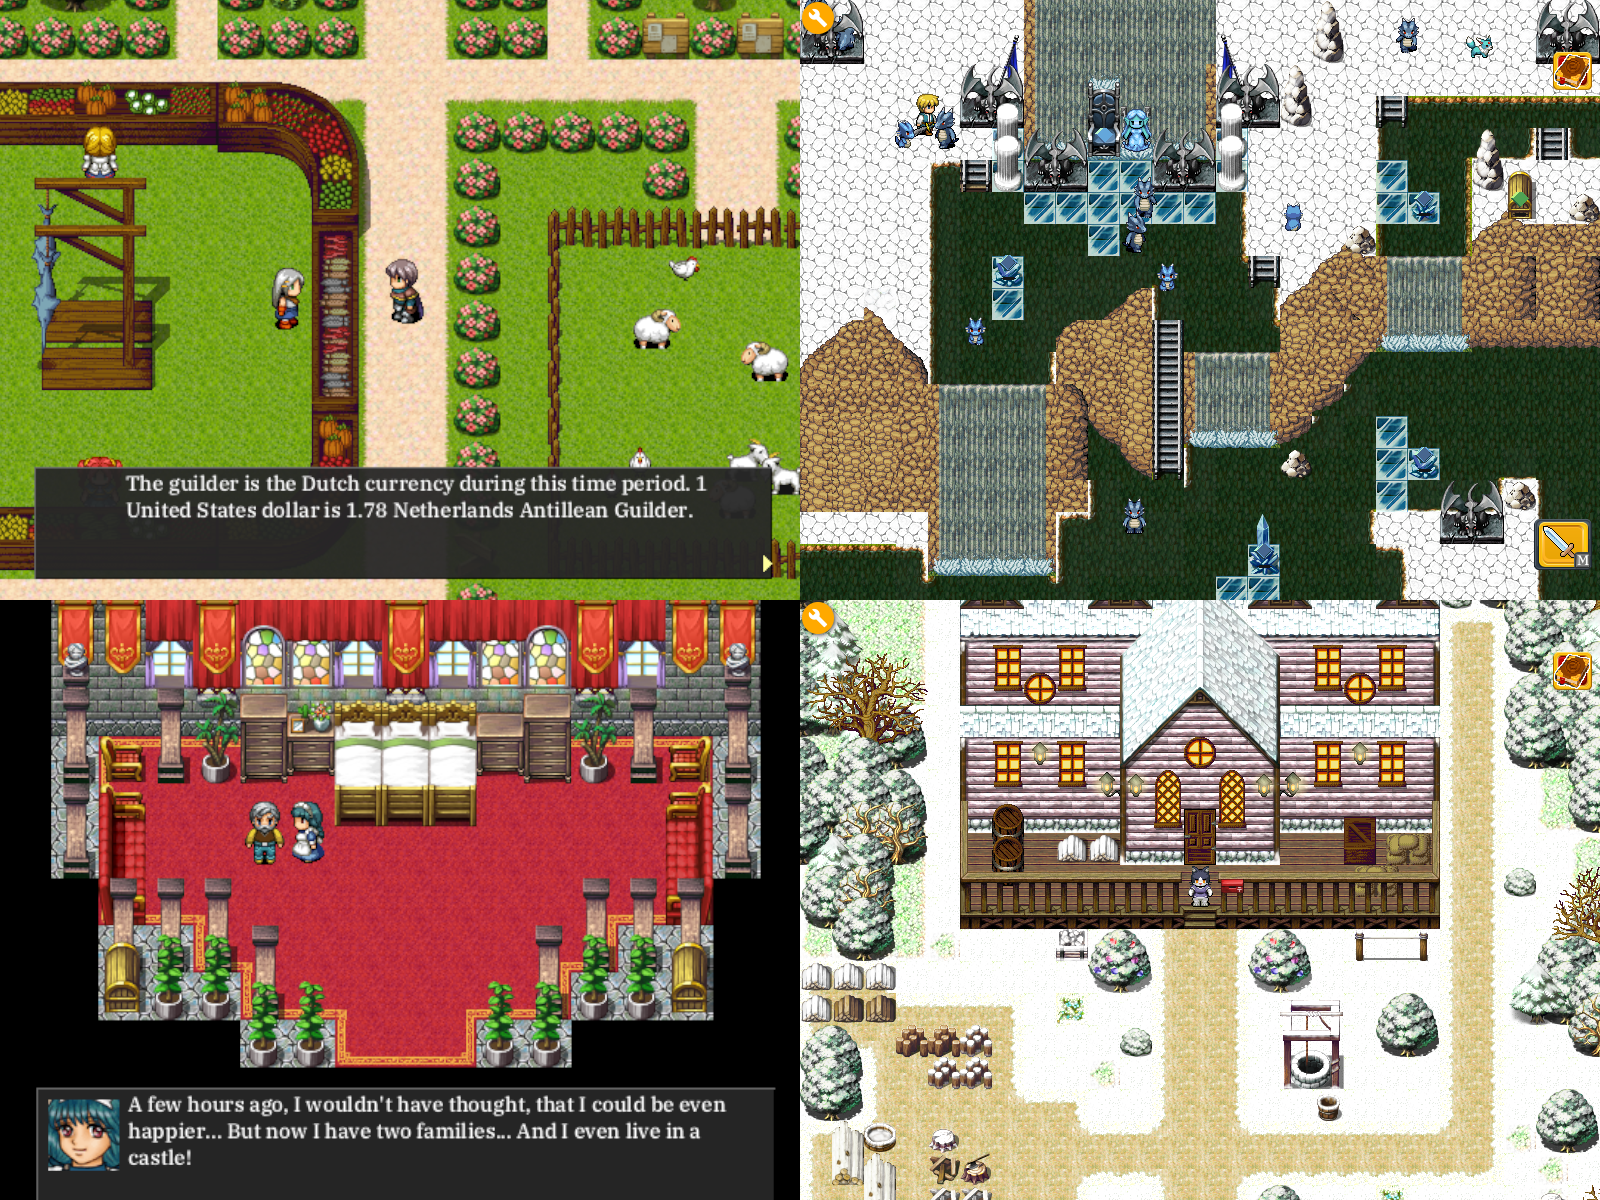 The guilder is the Dutch currency during this time period. 1
United States dollar is 1.78 Netherlands Antillean Guilder.
M
A few hours ago, I wouldn't have thought, that I could be even
happier... But now I have two families... And I even live in a
castle!